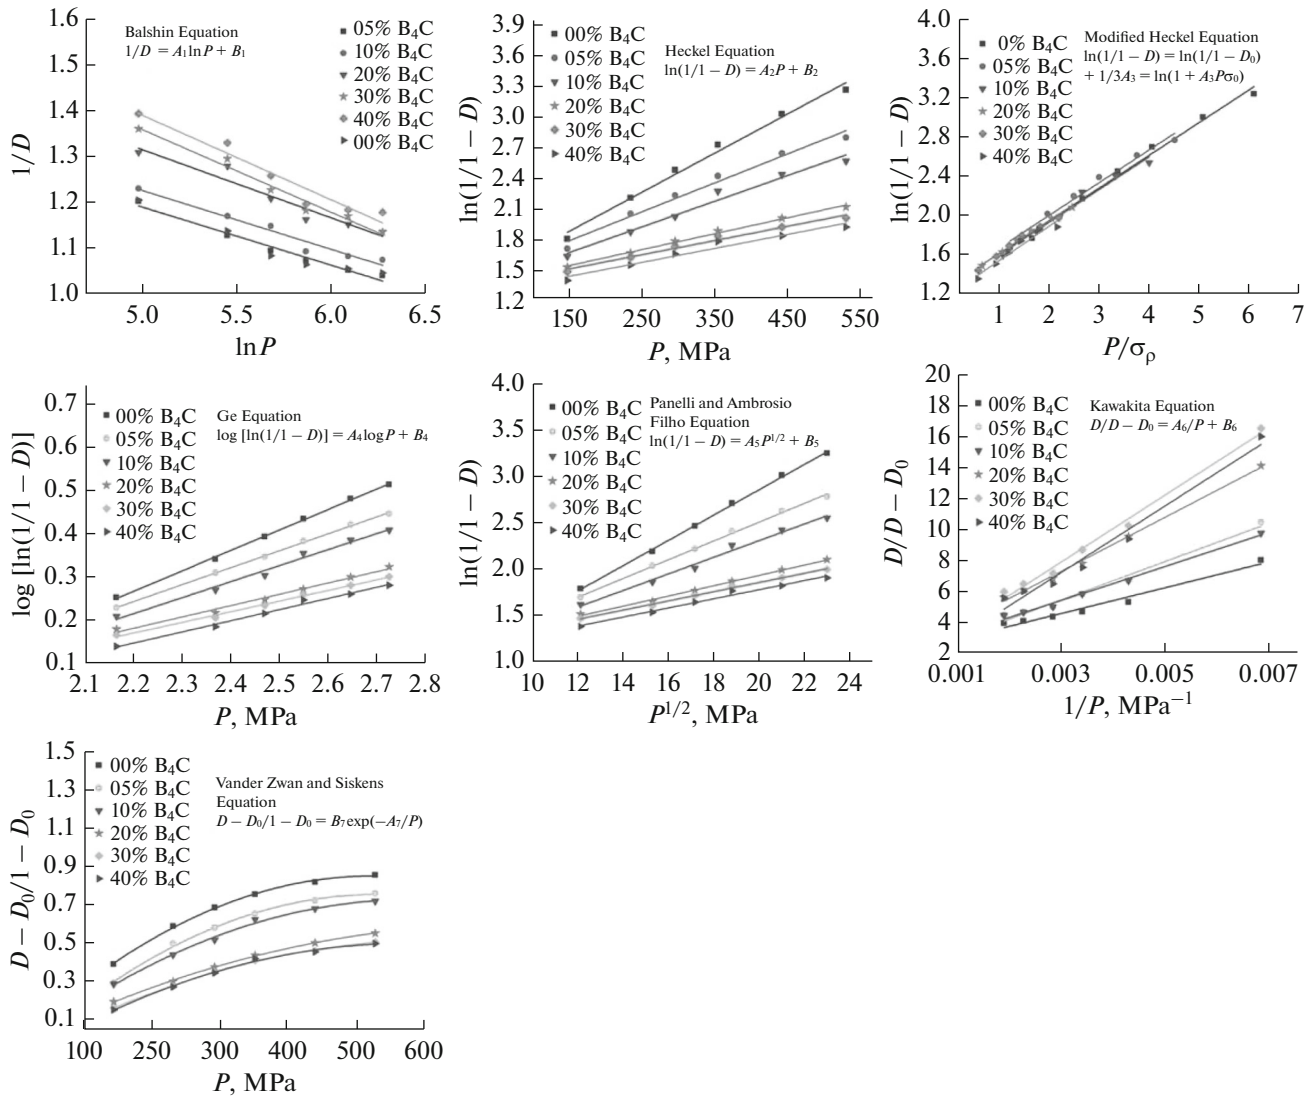 1.6
1.5
1.4
1.3
1.2
1.1
1.0
1/D
Balshin Equation
1/D = A₁lnP + B₁
05% B₄C
10% B₄C
20% B₄C
30% B₄C
40% B₄C
00% B₄C
5.0 5.5 6.0 6.5
lnP
3.9
3.6
3.3
3.0
2.7
2.4
2.1
1.8
1.5
1.2
ln(1/1 – D)
00% B₄C
05% B₄C
10% B₄C
20% B₄C
30% B₄C
40% B₄C
Heckel Equation
ln(1/1 – D) = A₂P + B₂
150 250 350 450 550
P, MPa
4.0
3.6
3.2
2.8
2.4
2.0
1.6
1.2
ln(1/1 – D)
0% B₄C
05% B₄C
10% B₄C
20% B₄C
30% B₄C
40% B₄C
Modified Heckel Equation
ln(1/1 – D) = ln(1/1 – D₀)
+ 1/3A₃ = ln(1 + A₃Pσ₀)
1 2 3 4 5 6 7
P/σᵨ
0.7
0.6
0.5
0.4
0.3
0.2
0.1
log [ln(1/1 – D)]
00% B₄C
05% B₄C
10% B₄C
20% B₄C
30% B₄C
40% B₄C
Ge Equation
log [ln(1/1 – D)] = A₄logP + B₄
2.1 2.2 2.3 2.4 2.5 2.6 2.7 2.8
P, MPa
4.0
3.5
3.0
2.5
2.0
1.5
1.0
ln(1/1 – D)
00% B₄C
05% B₄C
10% B₄C
20% B₄C
30% B₄C
40% B₄C
Panelli and Ambrosio
Filho Equation
ln(1/1 – D) = A₅P^1/2 + B₅
10 12 14 16 18 20 22 24
P^1/2, MPa
20
18
16
14
12
10
8
6
4
2
D/D – D₀
00% B₄C
05% B₄C
10% B₄C
20% B₄C
30% B₄C
40% B₄C
Kawakita Equation
D/D – D₀ = A₆/P + B₆
0.001 0.003 0.005 0.007
1/P, MPa⁻¹
1.5
1.3
1.1
0.9
0.7
0.5
0.3
0.1
D – D₀/1 – D₀
00% B₄C
05% B₄C
10% B₄C
20% B₄C
30% B₄C
40% B₄C
Vander Zwan and Siskens
Equation
D – D₀/1 – D₀ = B₇exp(–A₇/P)
100 250 300 400 500 600
P, MPa